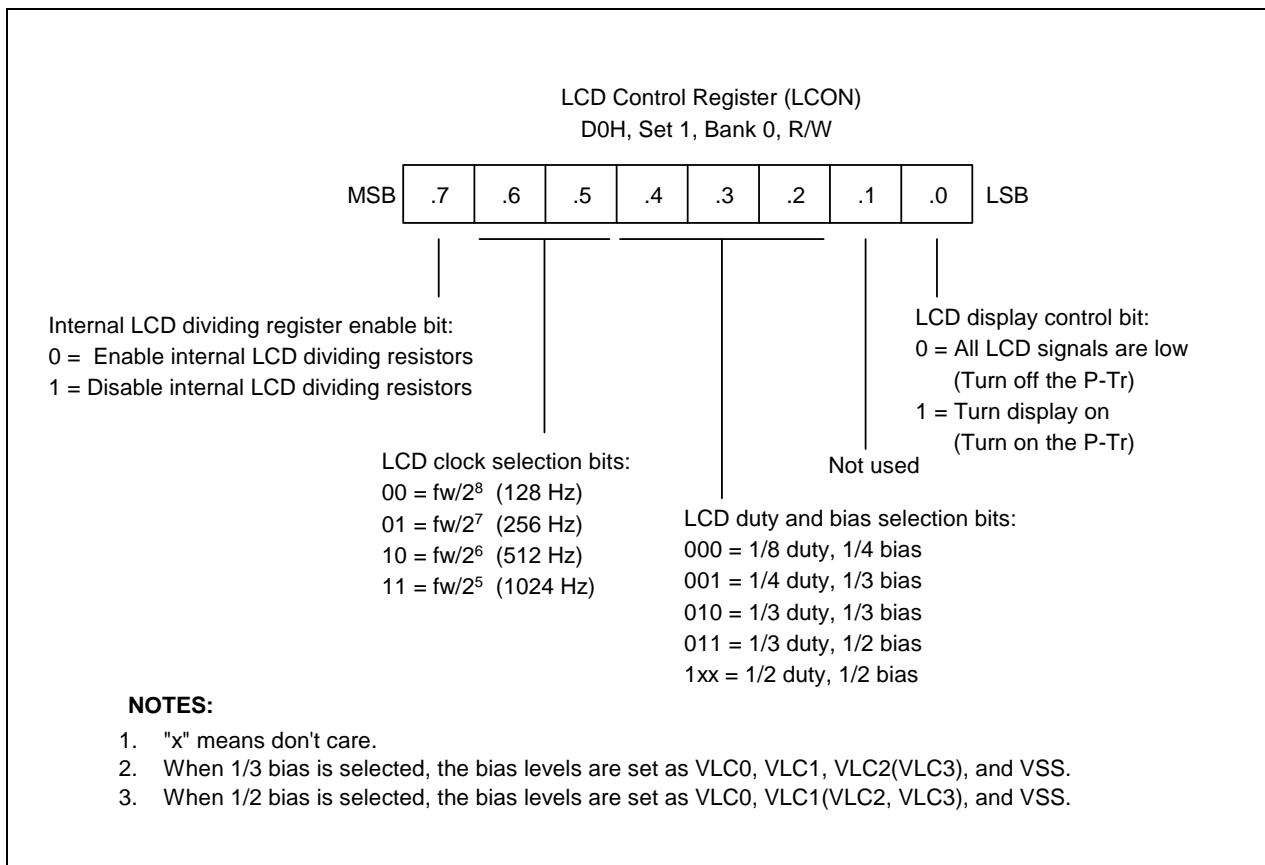 LCD Control Register (LCON)
D0H, Set 1, Bank 0, R/W
MSB .7 .6 .5 .4 .3 .2 .1 .0 LSB
Internal LCD dividing register enable bit:
0 = Enable internal LCD dividing resistors
1 = Disable internal LCD dividing resistors
LCD clock selection bits:
00 = fw/2⁸ (128 Hz)
01 = fw/2⁷ (256 Hz)
10 = fw/2⁶ (512 Hz)
11 = fw/2⁵ (1024 Hz)
LCD duty and bias selection bits:
000 = 1/8 duty, 1/4 bias
001 = 1/4 duty, 1/3 bias
010 = 1/3 duty, 1/3 bias
011 = 1/3 duty, 1/2 bias
1xx = 1/2 duty, 1/2 bias
Not used
LCD display control bit:
0 = All LCD signals are low
(Turn off the P-Tr)
1 = Turn display on
(Turn on the P-Tr)
NOTES:
1. "x" means don't care.
2. When 1/3 bias is selected, the bias levels are set as VLC0, VLC1, VLC2(VLC3), and VSS.
3. When 1/2 bias is selected, the bias levels are set as VLC0, VLC1(VLC2, VLC3), and VSS.